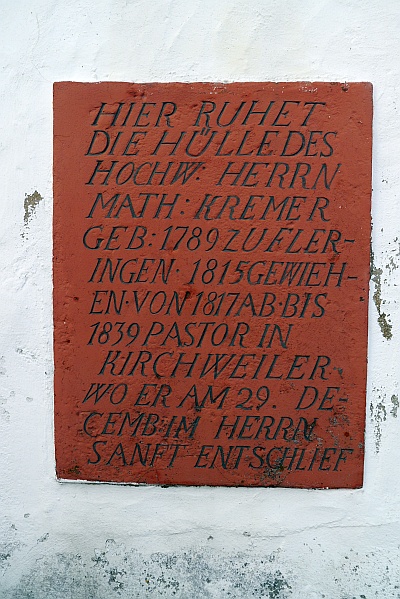 HIER RUHET
DIE HÜLLE DES
HOCHW: HERRN
MATH: KREMER
GEB: 1789 ZU FLER-
INGEN· 1815 GEWIEH-
EN·VON 1817 AB·BIS
1839 PASTOR IN
KIRCHWEILER·
WO ER AM 29. DE-
CEMB: IM HERRN
SANFT ENTSCHLIEF